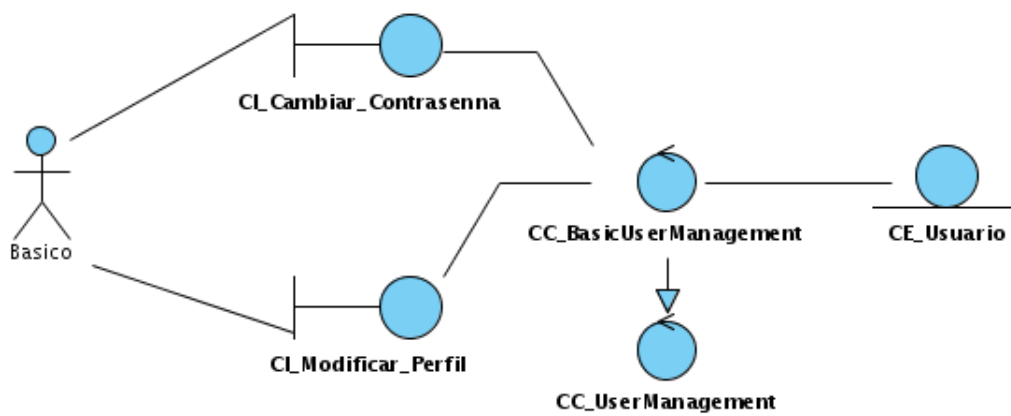 CI_Cambiar_Contrasenna
Basico
CC_BasicUserManagement
CE_Usuario
CI_Modificar_Perfil
CC_UserManagement